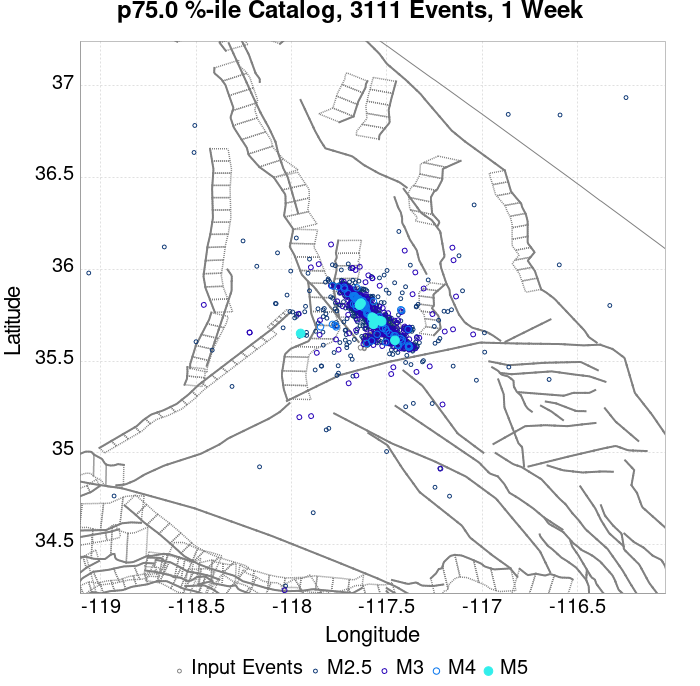 p75.0 %-ile Catalog, 3111 Events, 1 Week
Latitude
37
36.5
36
35.5
35
34.5
-119 -118.5 -118 -117.5 -117 -116.5
Longitude
Input Events M2.5 M3 M4 M5